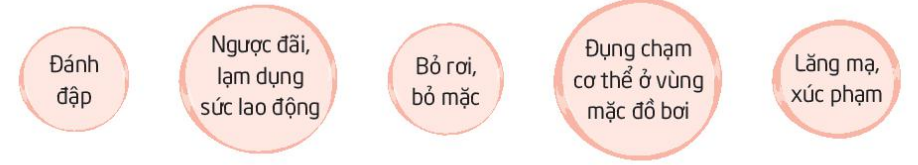 Đánh
đập
Ngược đãi,
lạm dụng
sức lao động
Bỏ rơi,
bỏ mặc
Đụng chạm
cơ thể ở vùng
mặc đồ bơi
Lăng mạ,
xúc phạm